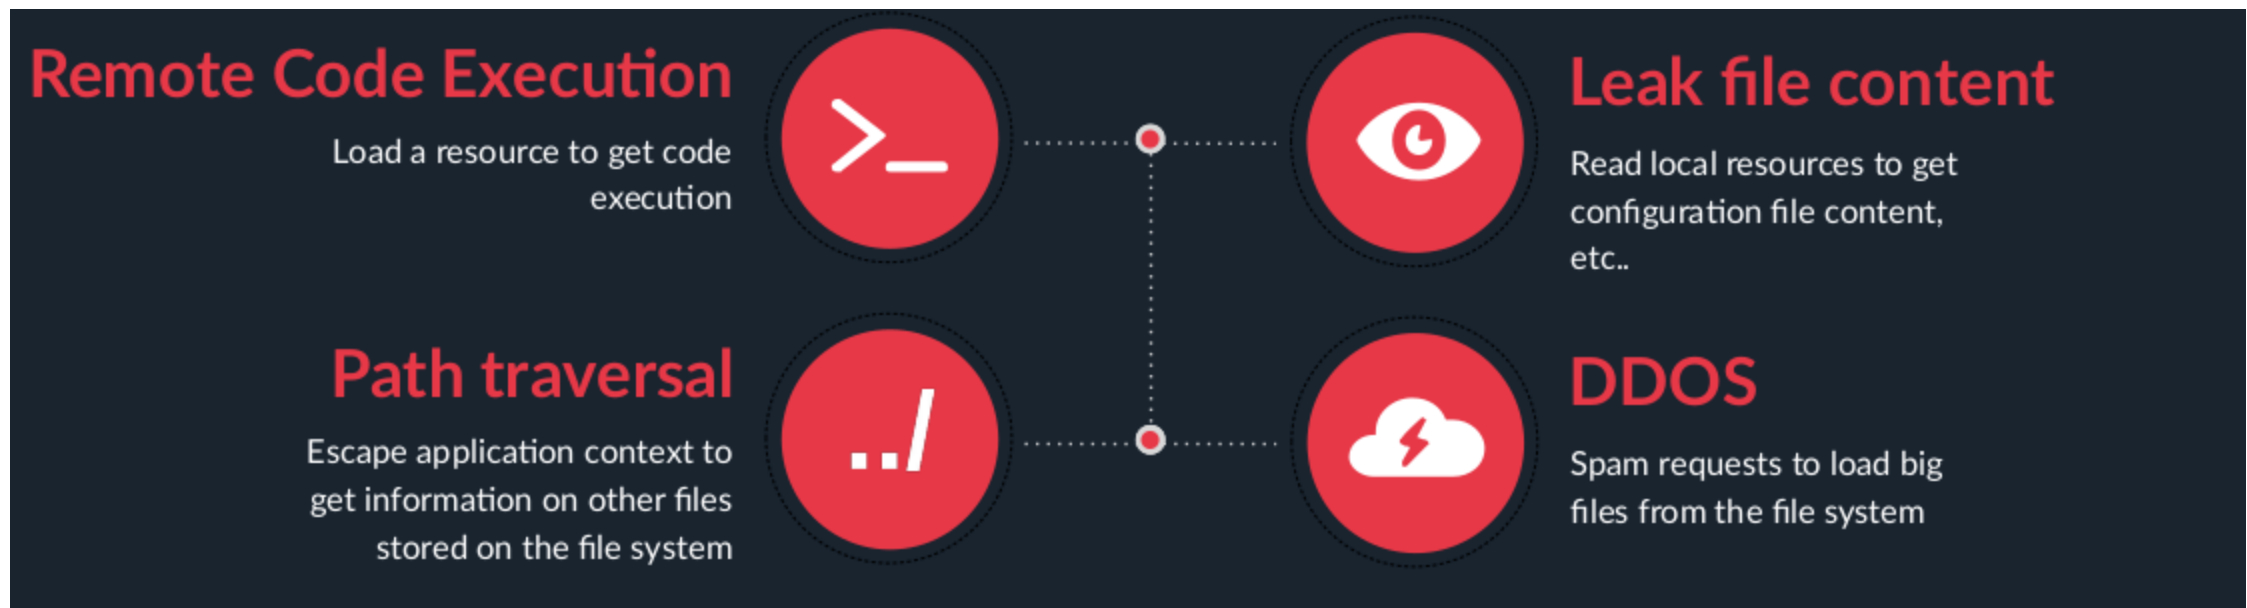 Remote Code Execution
Load a resource to get code
execution
>_
Leak file content
Read local resources to get
configuration file content,
etc..
Path traversal
Escape application context to
get information on other files
stored on the file system
../
DDOS
Spam requests to load big
files from the file system